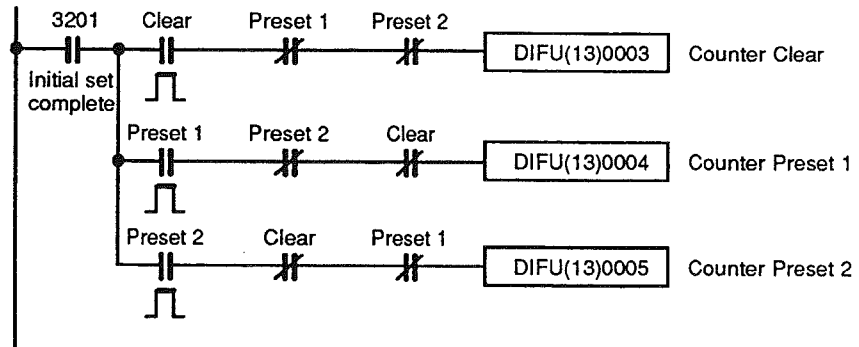 3201 Clear Preset 1 Preset 2
DIFU(13)0003 Counter Clear
Initial set
complete
Preset 1 Preset 2 Clear
DIFU(13)0004 Counter Preset 1
Preset 2 Clear Preset 1
DIFU(13)0005 Counter Preset 2